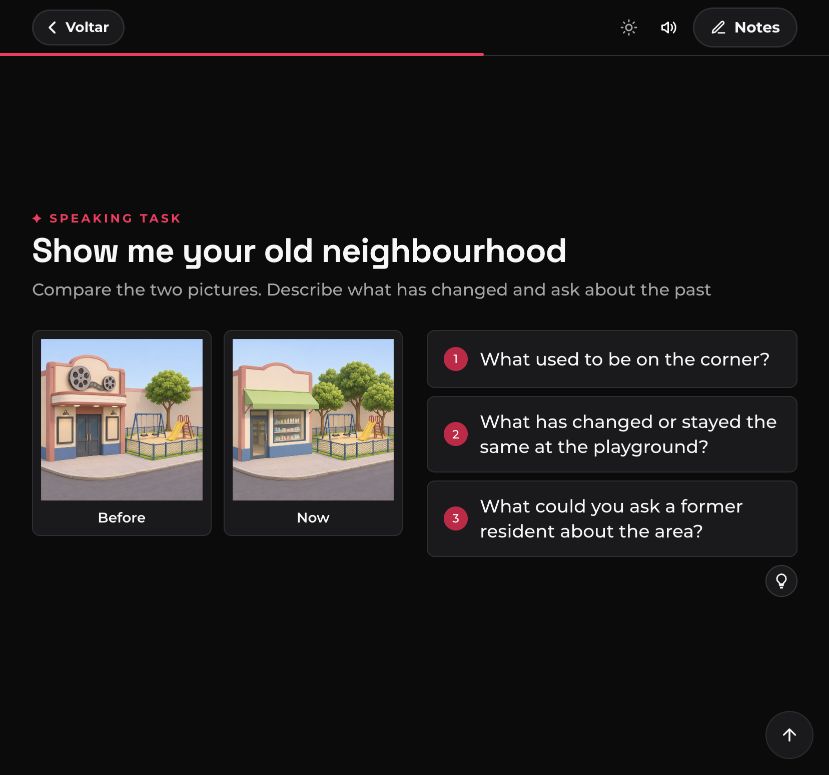 Voltar
Notes
SPEAKING TASK
Show me your old neighbourhood
Compare the two pictures. Describe what has changed and ask about the past
Before
Now
1 What used to be on the corner?
2 What has changed or stayed the
same at the playground?
3 What could you ask a former
resident about the area?